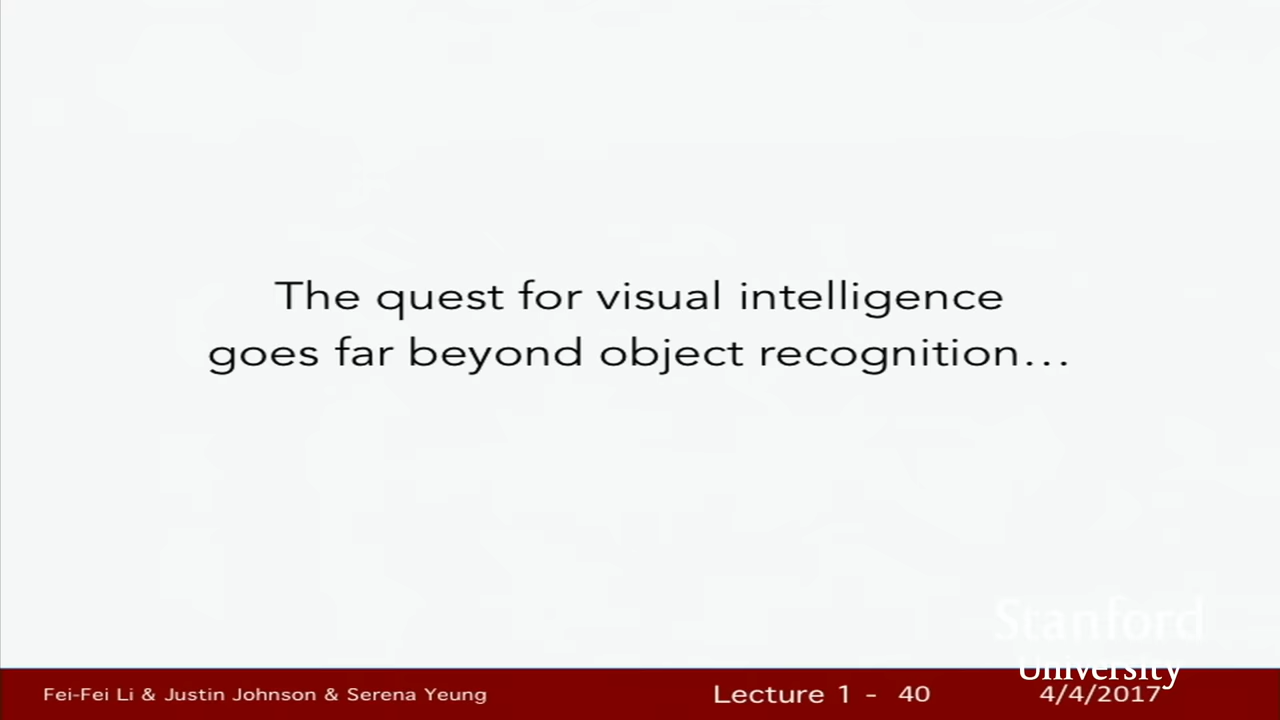 The quest for visual intelligence
goes far beyond object recognition...
Stanford
University
Fei-Fei Li & Justin Johnson & Serena Yeung
Lecture 1 - 40
4/4/2017